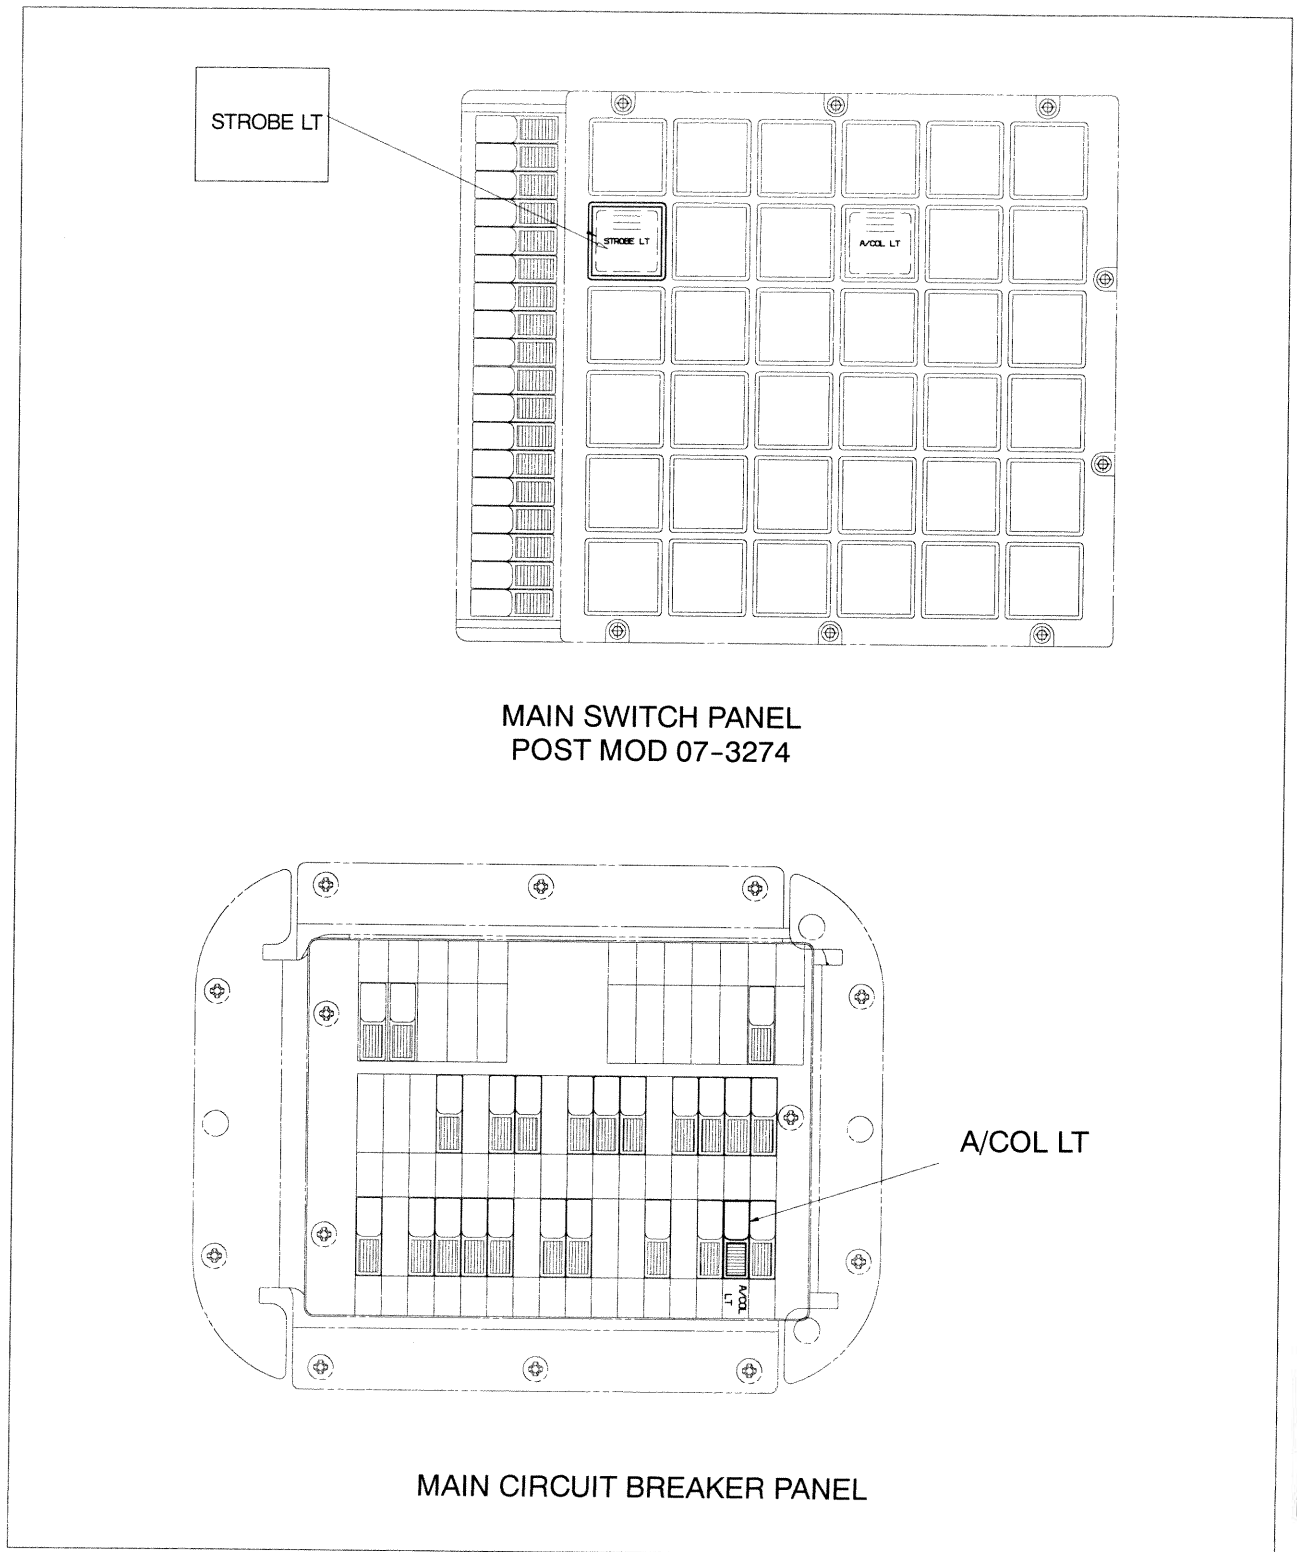 STROBE LT
STROBE LT
A/COL LT
MAIN SWITCH PANEL
POST MOD 07-3274
A/COL LT
A/COL
LT
MAIN CIRCUIT BREAKER PANEL